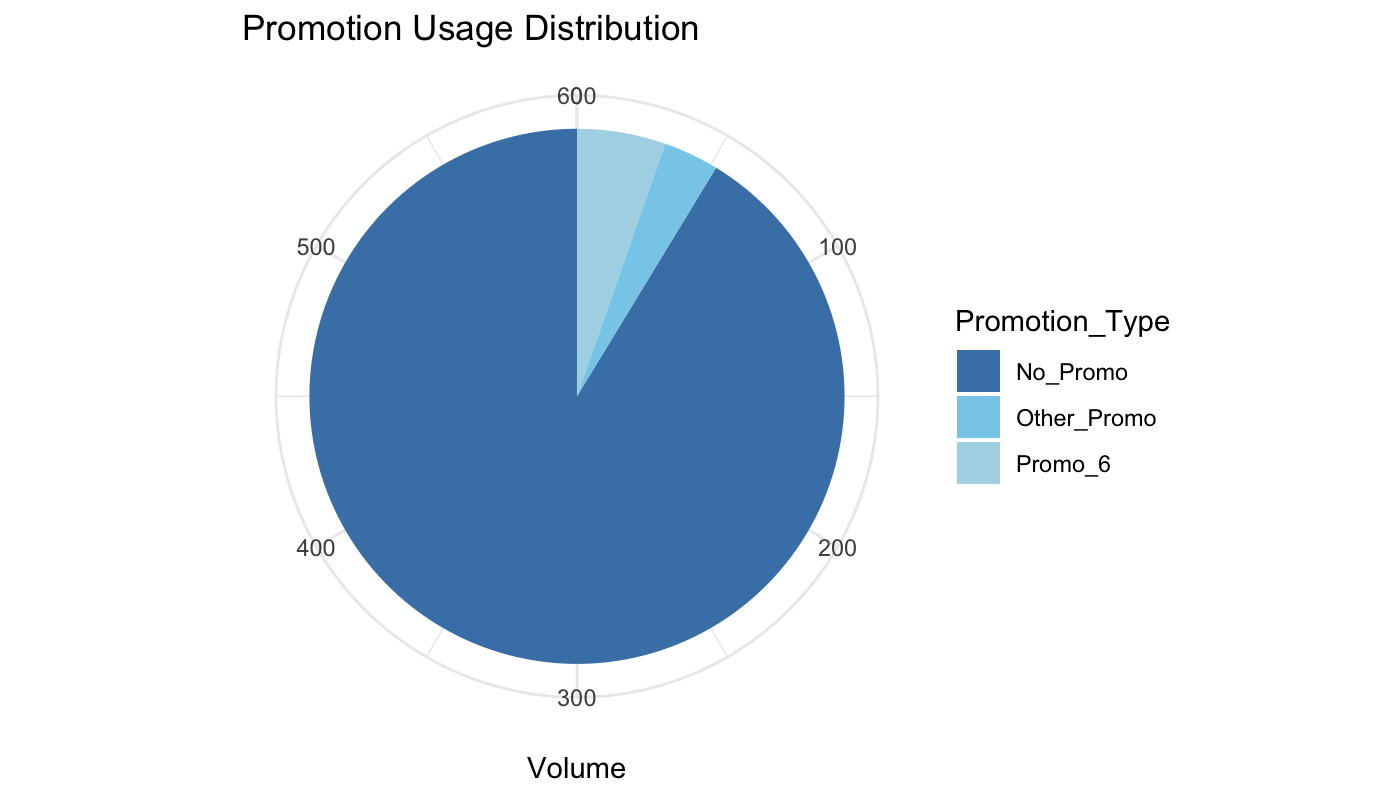 Promotion Usage Distribution
600
500
100
400
200
300
Volume
Promotion_Type
No_Promo
Other_Promo
Promo_6